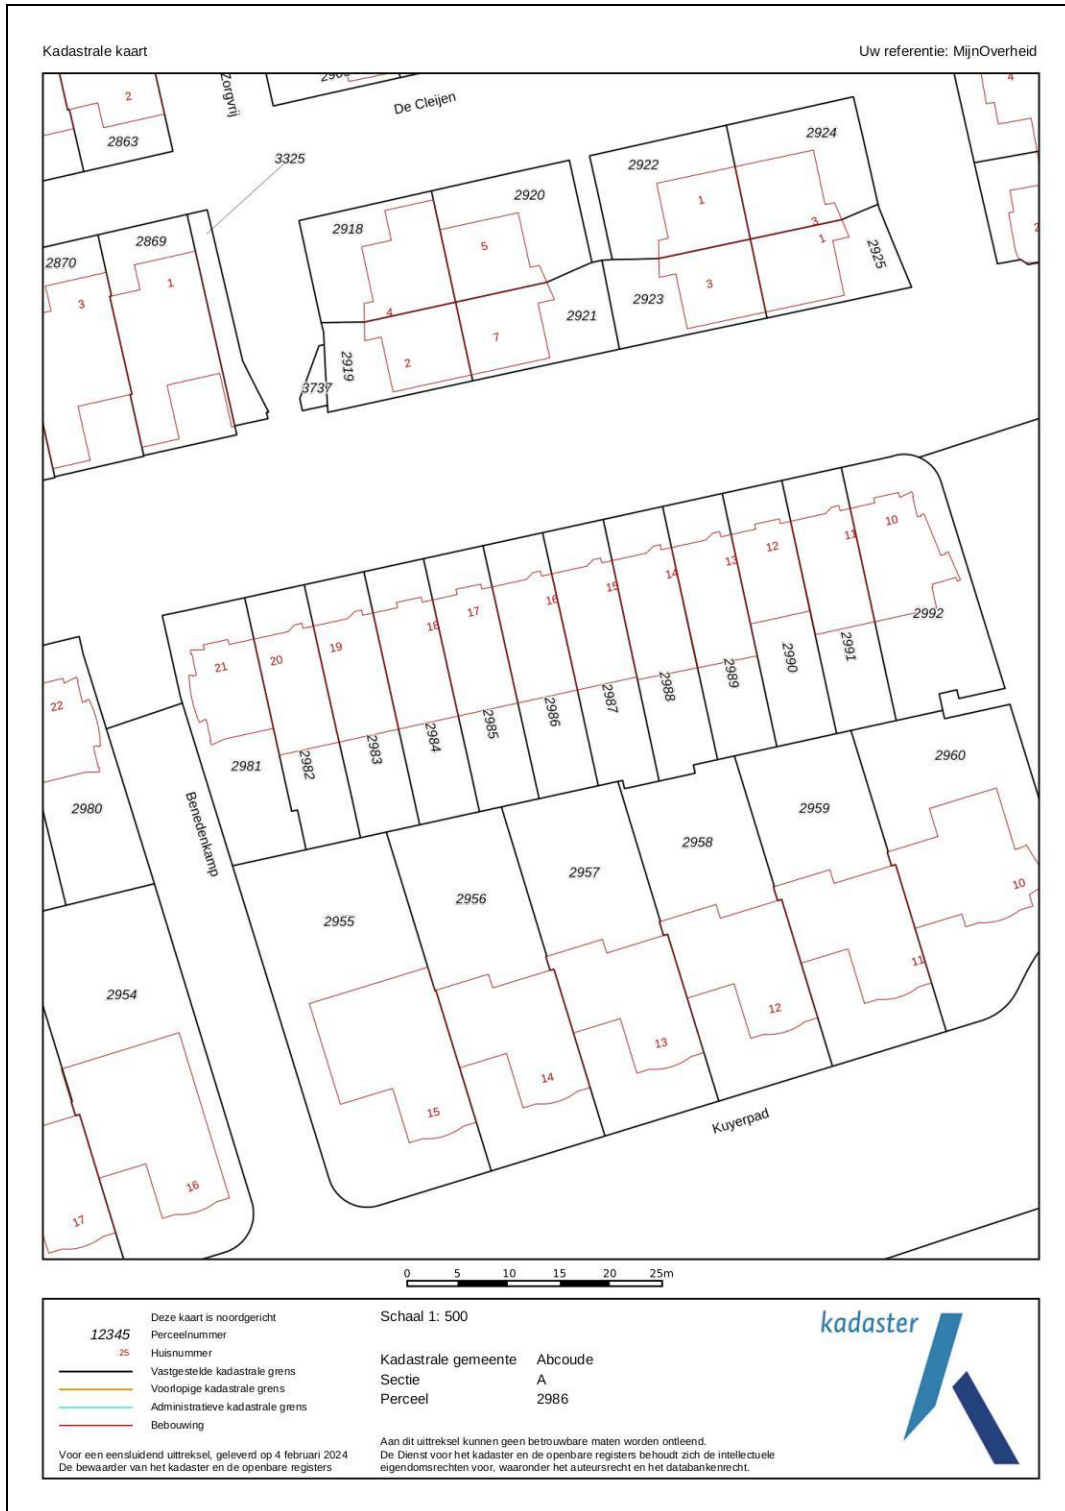 Kadastrale kaart
Uw referentie: MijnOverheid
Zorgvrij
De Cleijen
2
2863
3325
4
2924
2922
2920
2918
1
3
1
2925
2869
2870
1
3
5
4
2921
2923
3
2
7
2
2919
3737
10
11
12
13
14
15
16
17
18
19
20
21
2992
2991
2990
2989
2988
2987
2986
2985
2984
2983
2982
2981
22
2980
Benedenkamp
2960
2959
2958
2957
2956
2955
2954
10
11
12
13
14
15
16
17
Kuyerpad
0 5 10 15 20 25m
Deze kaart is noordgericht
12345 Perceelnummer
25 Huisnummer
Vastgestelde kadastrale grens
Voorlopige kadastrale grens
Administratieve kadastrale grens
Bebouwing
Voor een eensluidend uittreksel, geleverd op 4 februari 2024
De bewaarder van het kadaster en de openbare registers
Schaal 1: 500
Kadastrale gemeente Abcoude
Sectie A
Perceel 2986
Aan dit uittreksel kunnen geen betrouwbare maten worden ontleend.
De Dienst voor het kadaster en de openbare registers behoudt zich de intellectuele
eigendomsrechten voor, waaronder het auteursrecht en het databankenrecht.
kadaster